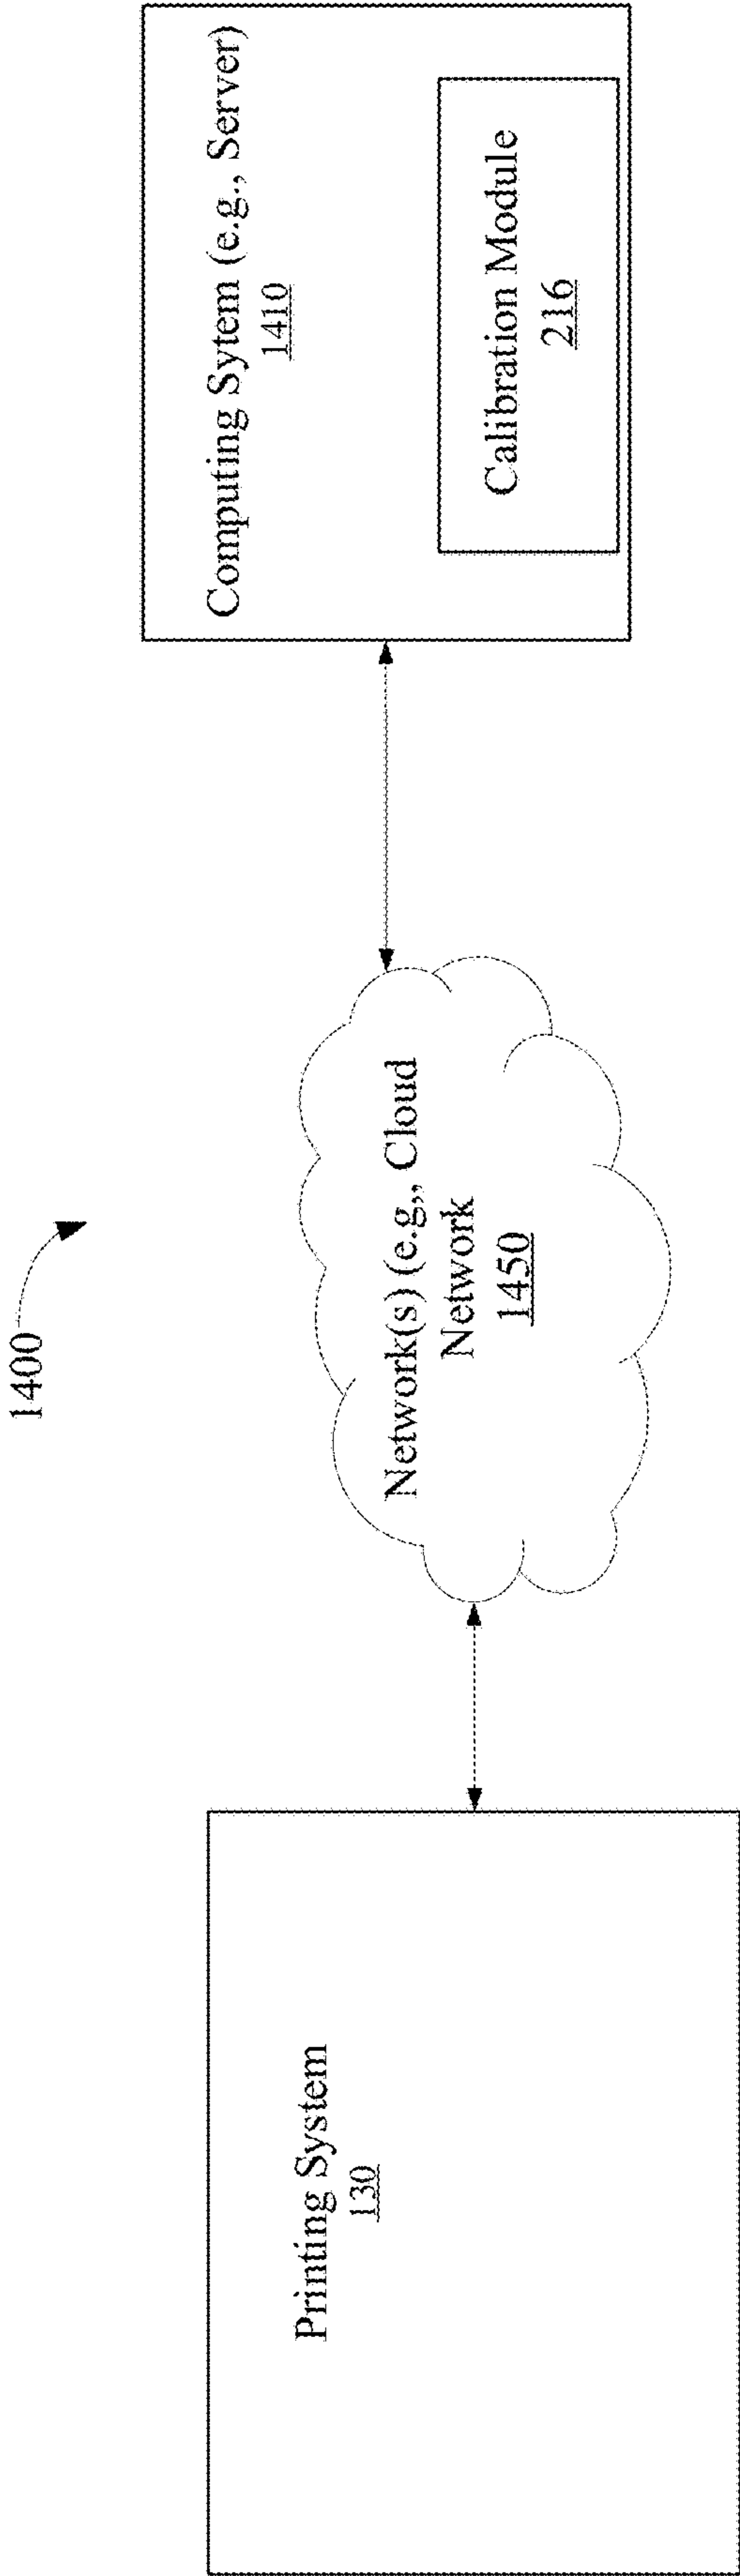 1400
Printing System
130
Network(s) (e.g,, Cloud
Network
1450
Computing Sytem (e.g., Server)
1410
Calibration Module
216